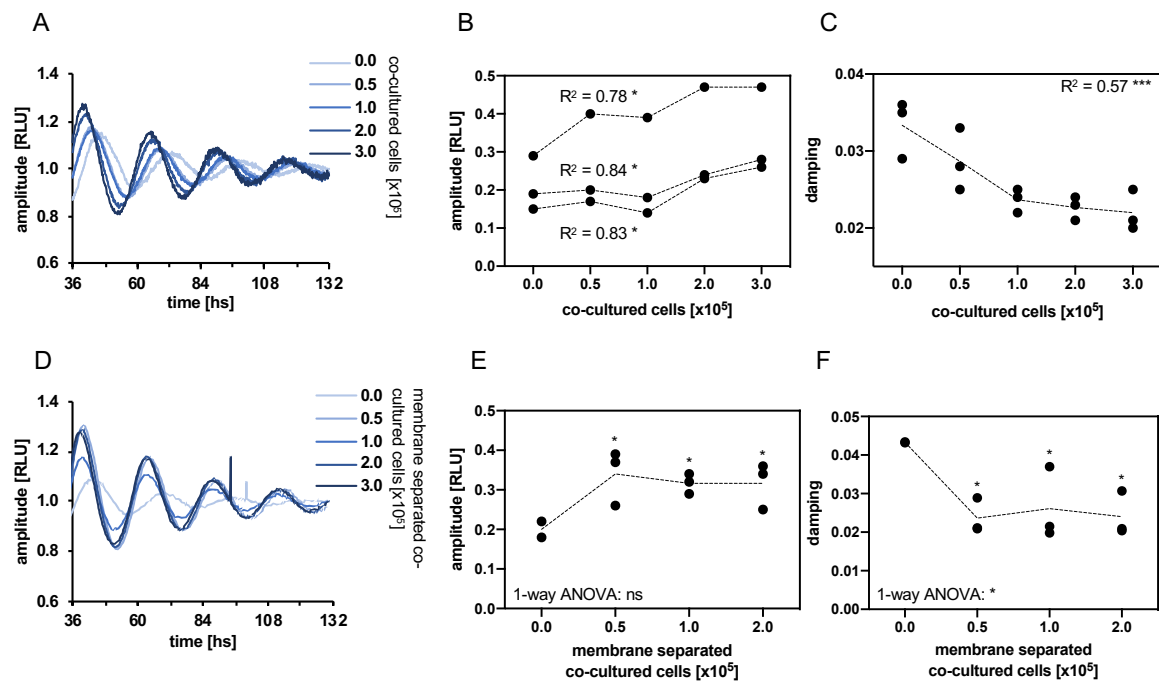 A
0.0
0.5
1.0
2.0
3.0
co-cultured
cells [x10⁵]
1.4
1.2
1.0
0.8
0.6
amplitude [RLU]
36 60 84 108 132
time [hs]
B
0.5
0.4
0.3
0.2
0.1
0.0
amplitude [RLU]
R² = 0.78 *
R² = 0.84 *
R² = 0.83 *
0.0 0.5 1.0 2.0 3.0
co-cultured cells [x10⁵]
C
0.04
0.03
0.02
damping
R² = 0.57 ***
0.0 0.5 1.0 2.0 3.0
co-cultured cells [x10⁵]
D
0.0
0.5
1.0
2.0
3.0
membrane separated co-
cultured cells [x10⁵]
1.4
1.2
1.0
0.8
0.6
amplitude [RLU]
36 60 84 108 132
time [hs]
E
0.5
0.4
0.3
0.2
0.1
0.0
amplitude [RLU]
* * *
1-way ANOVA: ns
0.0 0.5 1.0 2.0
membrane separated
co-cultured cells [x10⁵]
F
0.05
0.04
0.03
0.02
0.01
0.00
damping
* * *
1-way ANOVA: *
0.0 0.5 1.0 2.0
membrane separated
co-cultured cells [x10⁵]